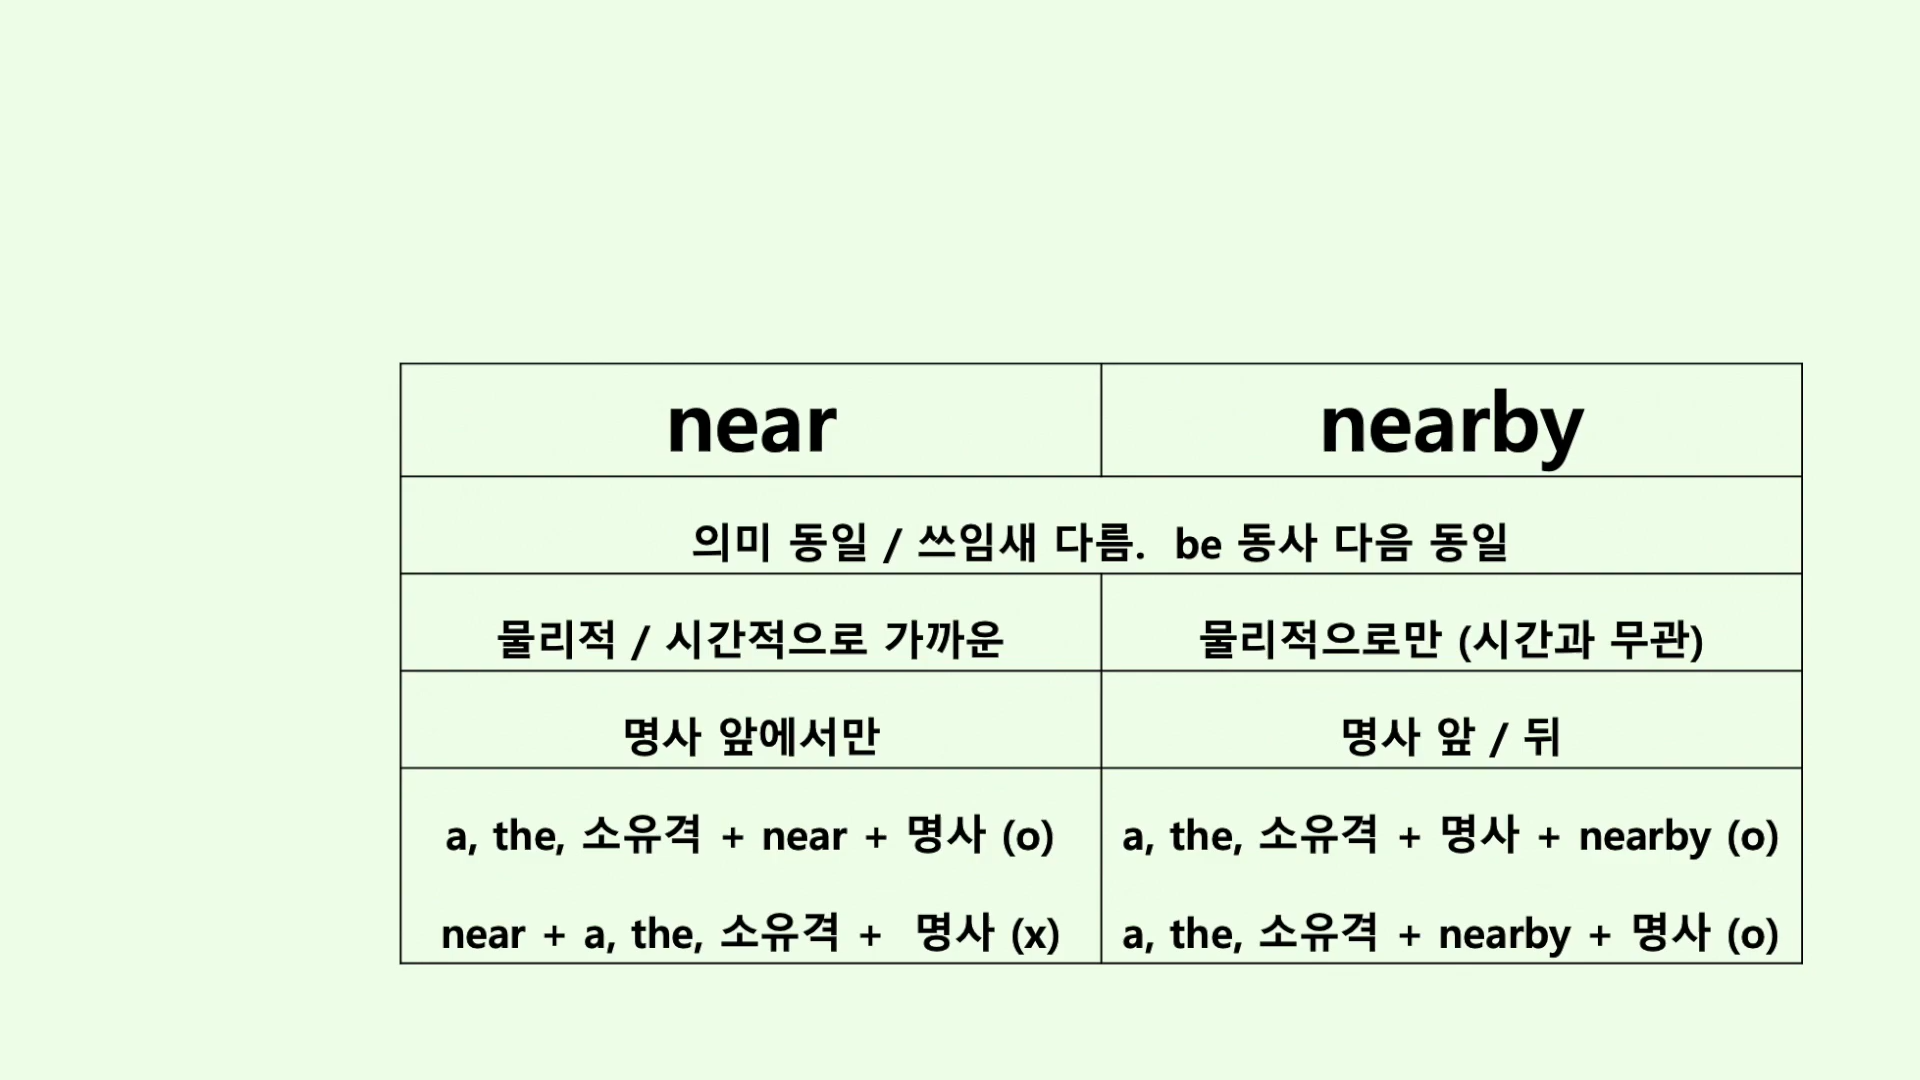 near
nearby
의미 동일 / 쓰임새 다름. be 동사 다음 동일
물리적 / 시간적으로 가까운
물리적으로만 (시간과 무관)
명사 앞에서만
명사 앞 / 뒤
a, the, 소유격 + near + 명사 (o)
near + a, the, 소유격 + 명사 (x)
a, the, 소유격 + 명사 + nearby (o)
a, the, 소유격 + nearby + 명사 (o)